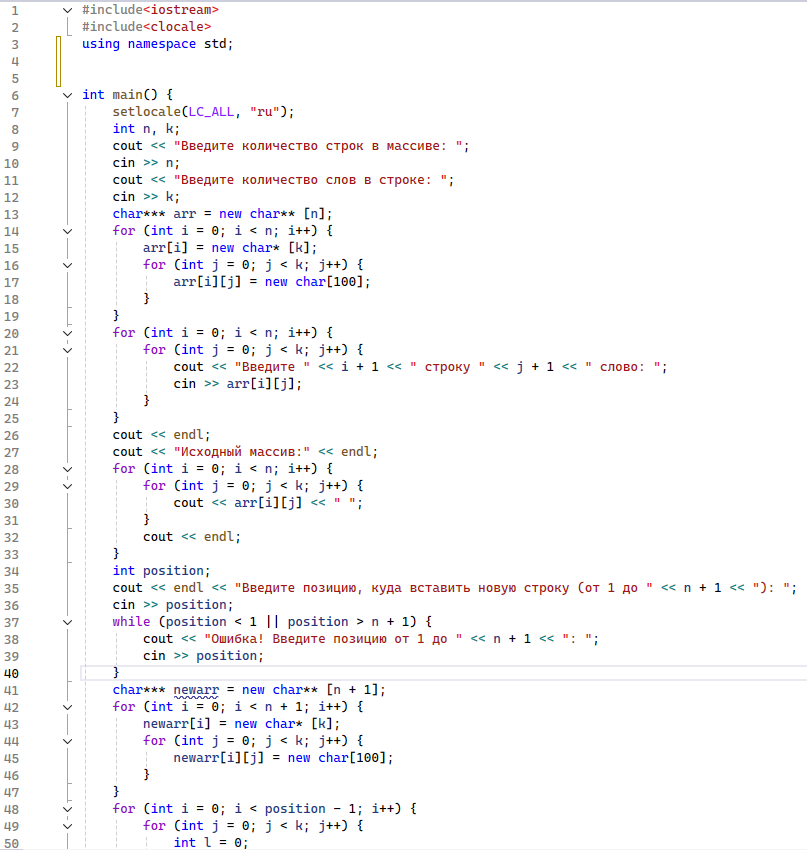 1 #include<iostream>
2 #include<clocale>
3 using namespace std;
4
5
6 int main() {
7 setlocale(LC_ALL, "ru");
8 int n, k;
9 cout << "Введите количество строк в массиве: ";
10 cin >> n;
11 cout << "Введите количество слов в строке: ";
12 cin >> k;
13 char*** arr = new char** [n];
14 for (int i = 0; i < n; i++) {
15 arr[i] = new char* [k];
16 for (int j = 0; j < k; j++) {
17 arr[i][j] = new char[100];
18 }
19 }
20 for (int i = 0; i < n; i++) {
21 for (int j = 0; j < k; j++) {
22 cout << "Введите " << i + 1 << " строку " << j + 1 << " слово: ";
23 cin >> arr[i][j];
24 }
25 }
26 cout << endl;
27 cout << "Исходный массив:" << endl;
28 for (int i = 0; i < n; i++) {
29 for (int j = 0; j < k; j++) {
30 cout << arr[i][j] << " ";
31 }
32 cout << endl;
33 }
34 int position;
35 cout << endl << "Введите позицию, куда вставить новую строку (от 1 до " << n + 1 << "): ";
36 cin >> position;
37 while (position < 1 || position > n + 1) {
38 cout << "Ошибка! Введите позицию от 1 до " << n + 1 << ": ";
39 cin >> position;
40 }
41 char*** newarr = new char** [n + 1];
42 for (int i = 0; i < n + 1; i++) {
43 newarr[i] = new char* [k];
44 for (int j = 0; j < k; j++) {
45 newarr[i][j] = new char[100];
46 }
47 }
48 for (int i = 0; i < position - 1; i++) {
49 for (int j = 0; j < k; j++) {
50 int l = 0;